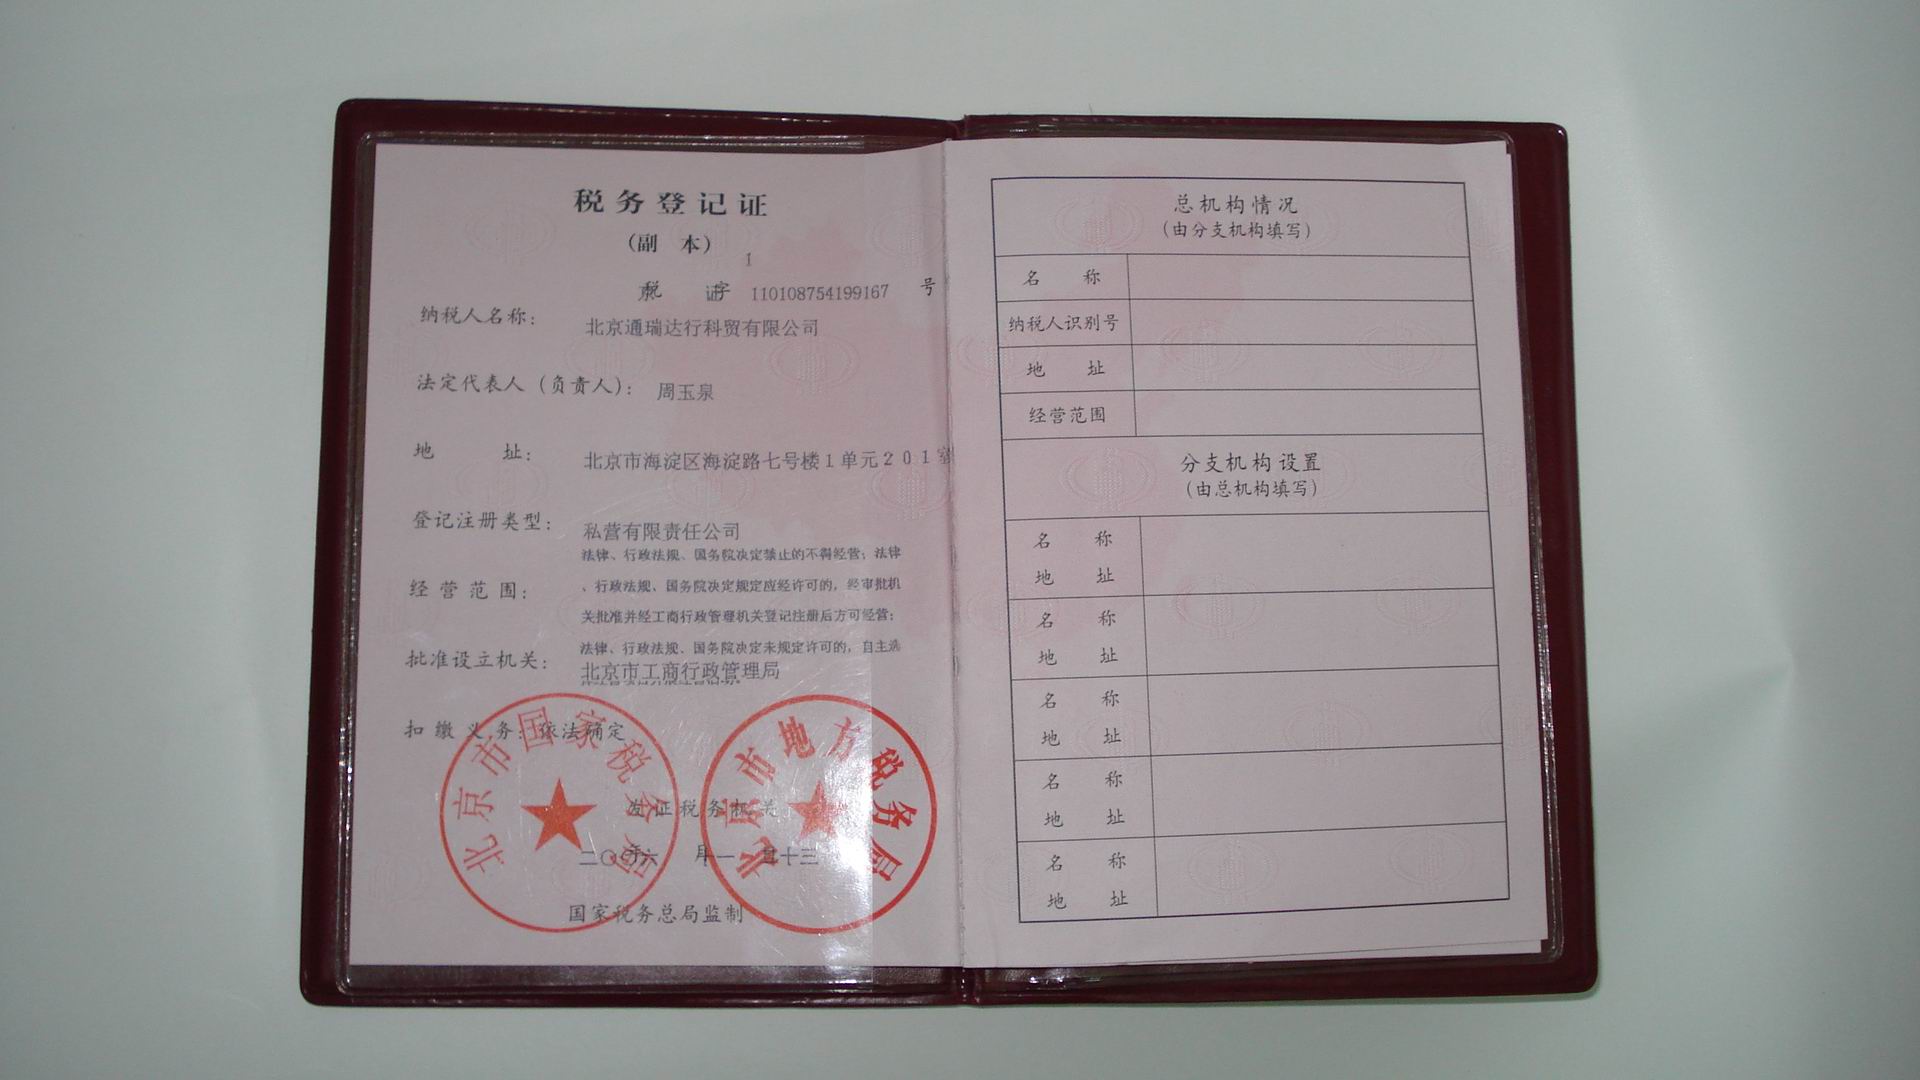 税务登记证
(副 本)
1
税 证字 110108754199167 号
纳税人名称: 北京通瑞达行科贸有限公司
法定代表人(负责人): 周玉泉
地 址: 北京市海淀区海淀路七号楼1单元201室
登记注册类型: 私营有限责任公司
经营范围: 法律、行政法规、国务院决定禁止的不得经营;法律
、行政法规、国务院决定规定应经许可的,经审批机
关批准并经工商行政管理机关登记注册后方可经营;
法律、行政法规、国务院决定未规定许可的,自主选
批准设立机关: 北京市工商行政管理局
扣缴义务: 依法确定
北京市国家税务局
北京市地方税务局
发证税务机关
二〇〇六年 一月 十三日
国家税务总局监制
总机构情况
(由分支机构填写)
名 称
纳税人识别号
地 址
经营范围
分支机构设置
(由总机构填写)
名 称
地 址
名 称
地 址
名 称
地 址
名 称
地 址
名 称
地 址